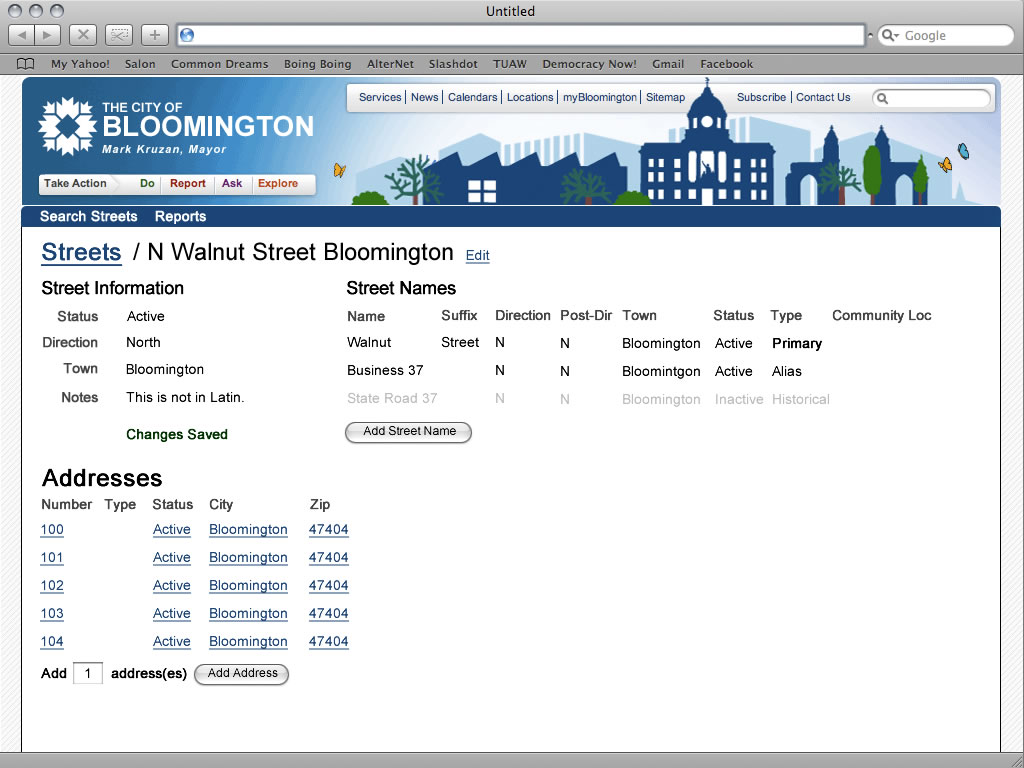 Untitled
Google
My Yahoo! Salon Common Dreams Boing Boing AlterNet Slashdot TUAW Democracy Now! Gmail Facebook
Services News Calendars Locations myBloomington Sitemap Subscribe Contact Us
THE CITY OF
BLOOMINGTON
Mark Kruzan, Mayor
Take Action Do Report Ask Explore
Search Streets Reports
Streets / N Walnut Street Bloomington Edit
Street Information
Status Active
Direction North
Town Bloomington
Notes This is not in Latin.
Changes Saved
Street Names
Name Suffix Direction Post-Dir Town Status Type Community Loc
Walnut Street N N Bloomington Active Primary
Business 37 N N Bloomintgon Active Alias
State Road 37 N N Bloomington Inactive Historical
Add Street Name
Addresses
Number Type Status City Zip
100 Active Bloomington 47404
101 Active Bloomington 47404
102 Active Bloomington 47404
103 Active Bloomington 47404
104 Active Bloomington 47404
Add 1 address(es) Add Address